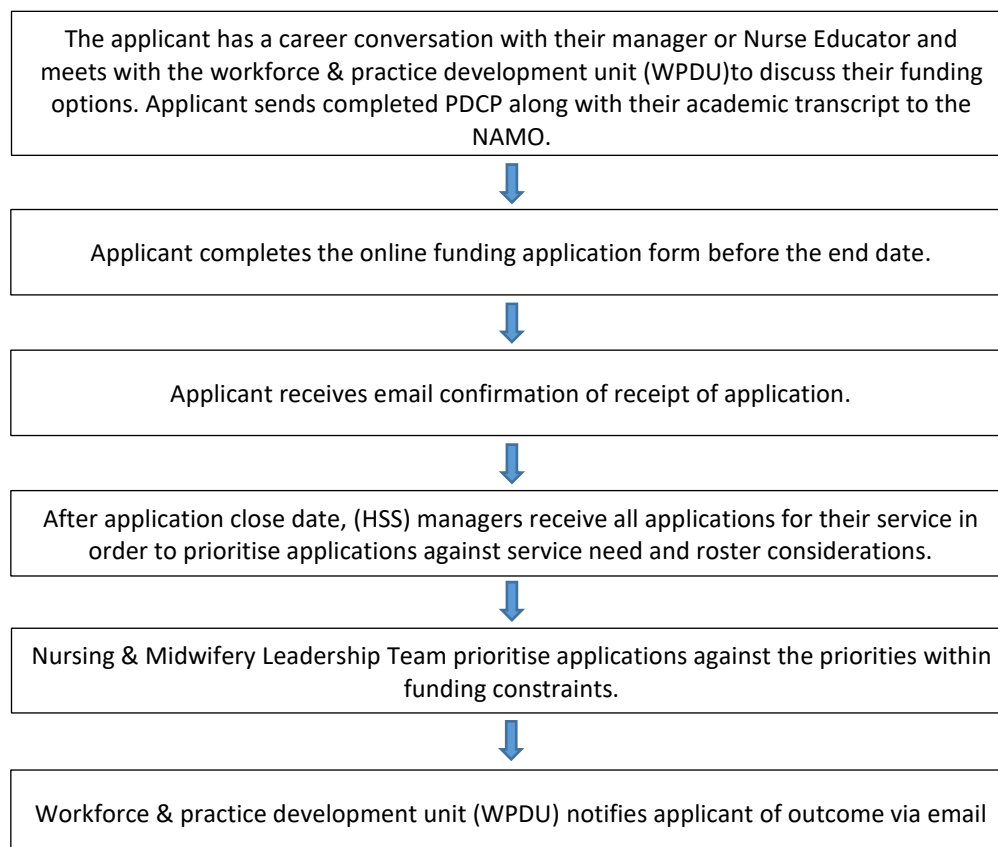 The applicant has a career conversation with their manager or Nurse Educator and
meets with the workforce & practice development unit (WPDU)to discuss their funding
options. Applicant sends completed PDCP along with their academic transcript to the
NAMO.
Applicant completes the online funding application form before the end date.
Applicant receives email confirmation of receipt of application.
After application close date, (HSS) managers receive all applications for their service in
order to prioritise applications against service need and roster considerations.
Nursing & Midwifery Leadership Team prioritise applications against the priorities within
funding constraints.
Workforce & practice development unit (WPDU) notifies applicant of outcome via email